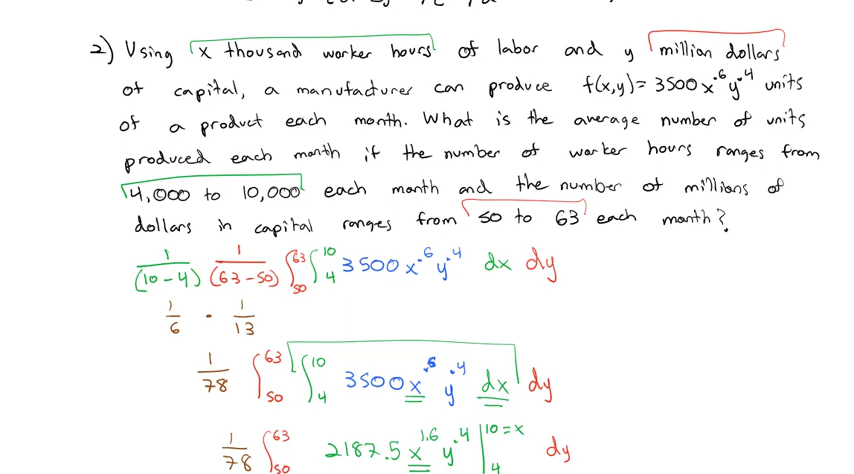 2) Using x thousand worker hours of labor and y million dollars
of capital, a manufacturer can produce f(x,y) = 3500x^.6 y^.4 units
of a product each month. What is the average number of units
produced each month if the number of worker hours ranges from
4,000 to 10,000 each month and the number of millions of
dollars in capital ranges from 50 to 63 each month?
1/(10-4) 1/(63-50) ∫_50^63 ∫_4^10 3500x^.6 y^.4 dx dy
1/6 · 1/13
1/78 ∫_50^63 ∫_4^10 3500x^.6 y^.4 dx dy
1/78 ∫_50^63 2187.5x^1.6 y^.4 |_4^10=x dy